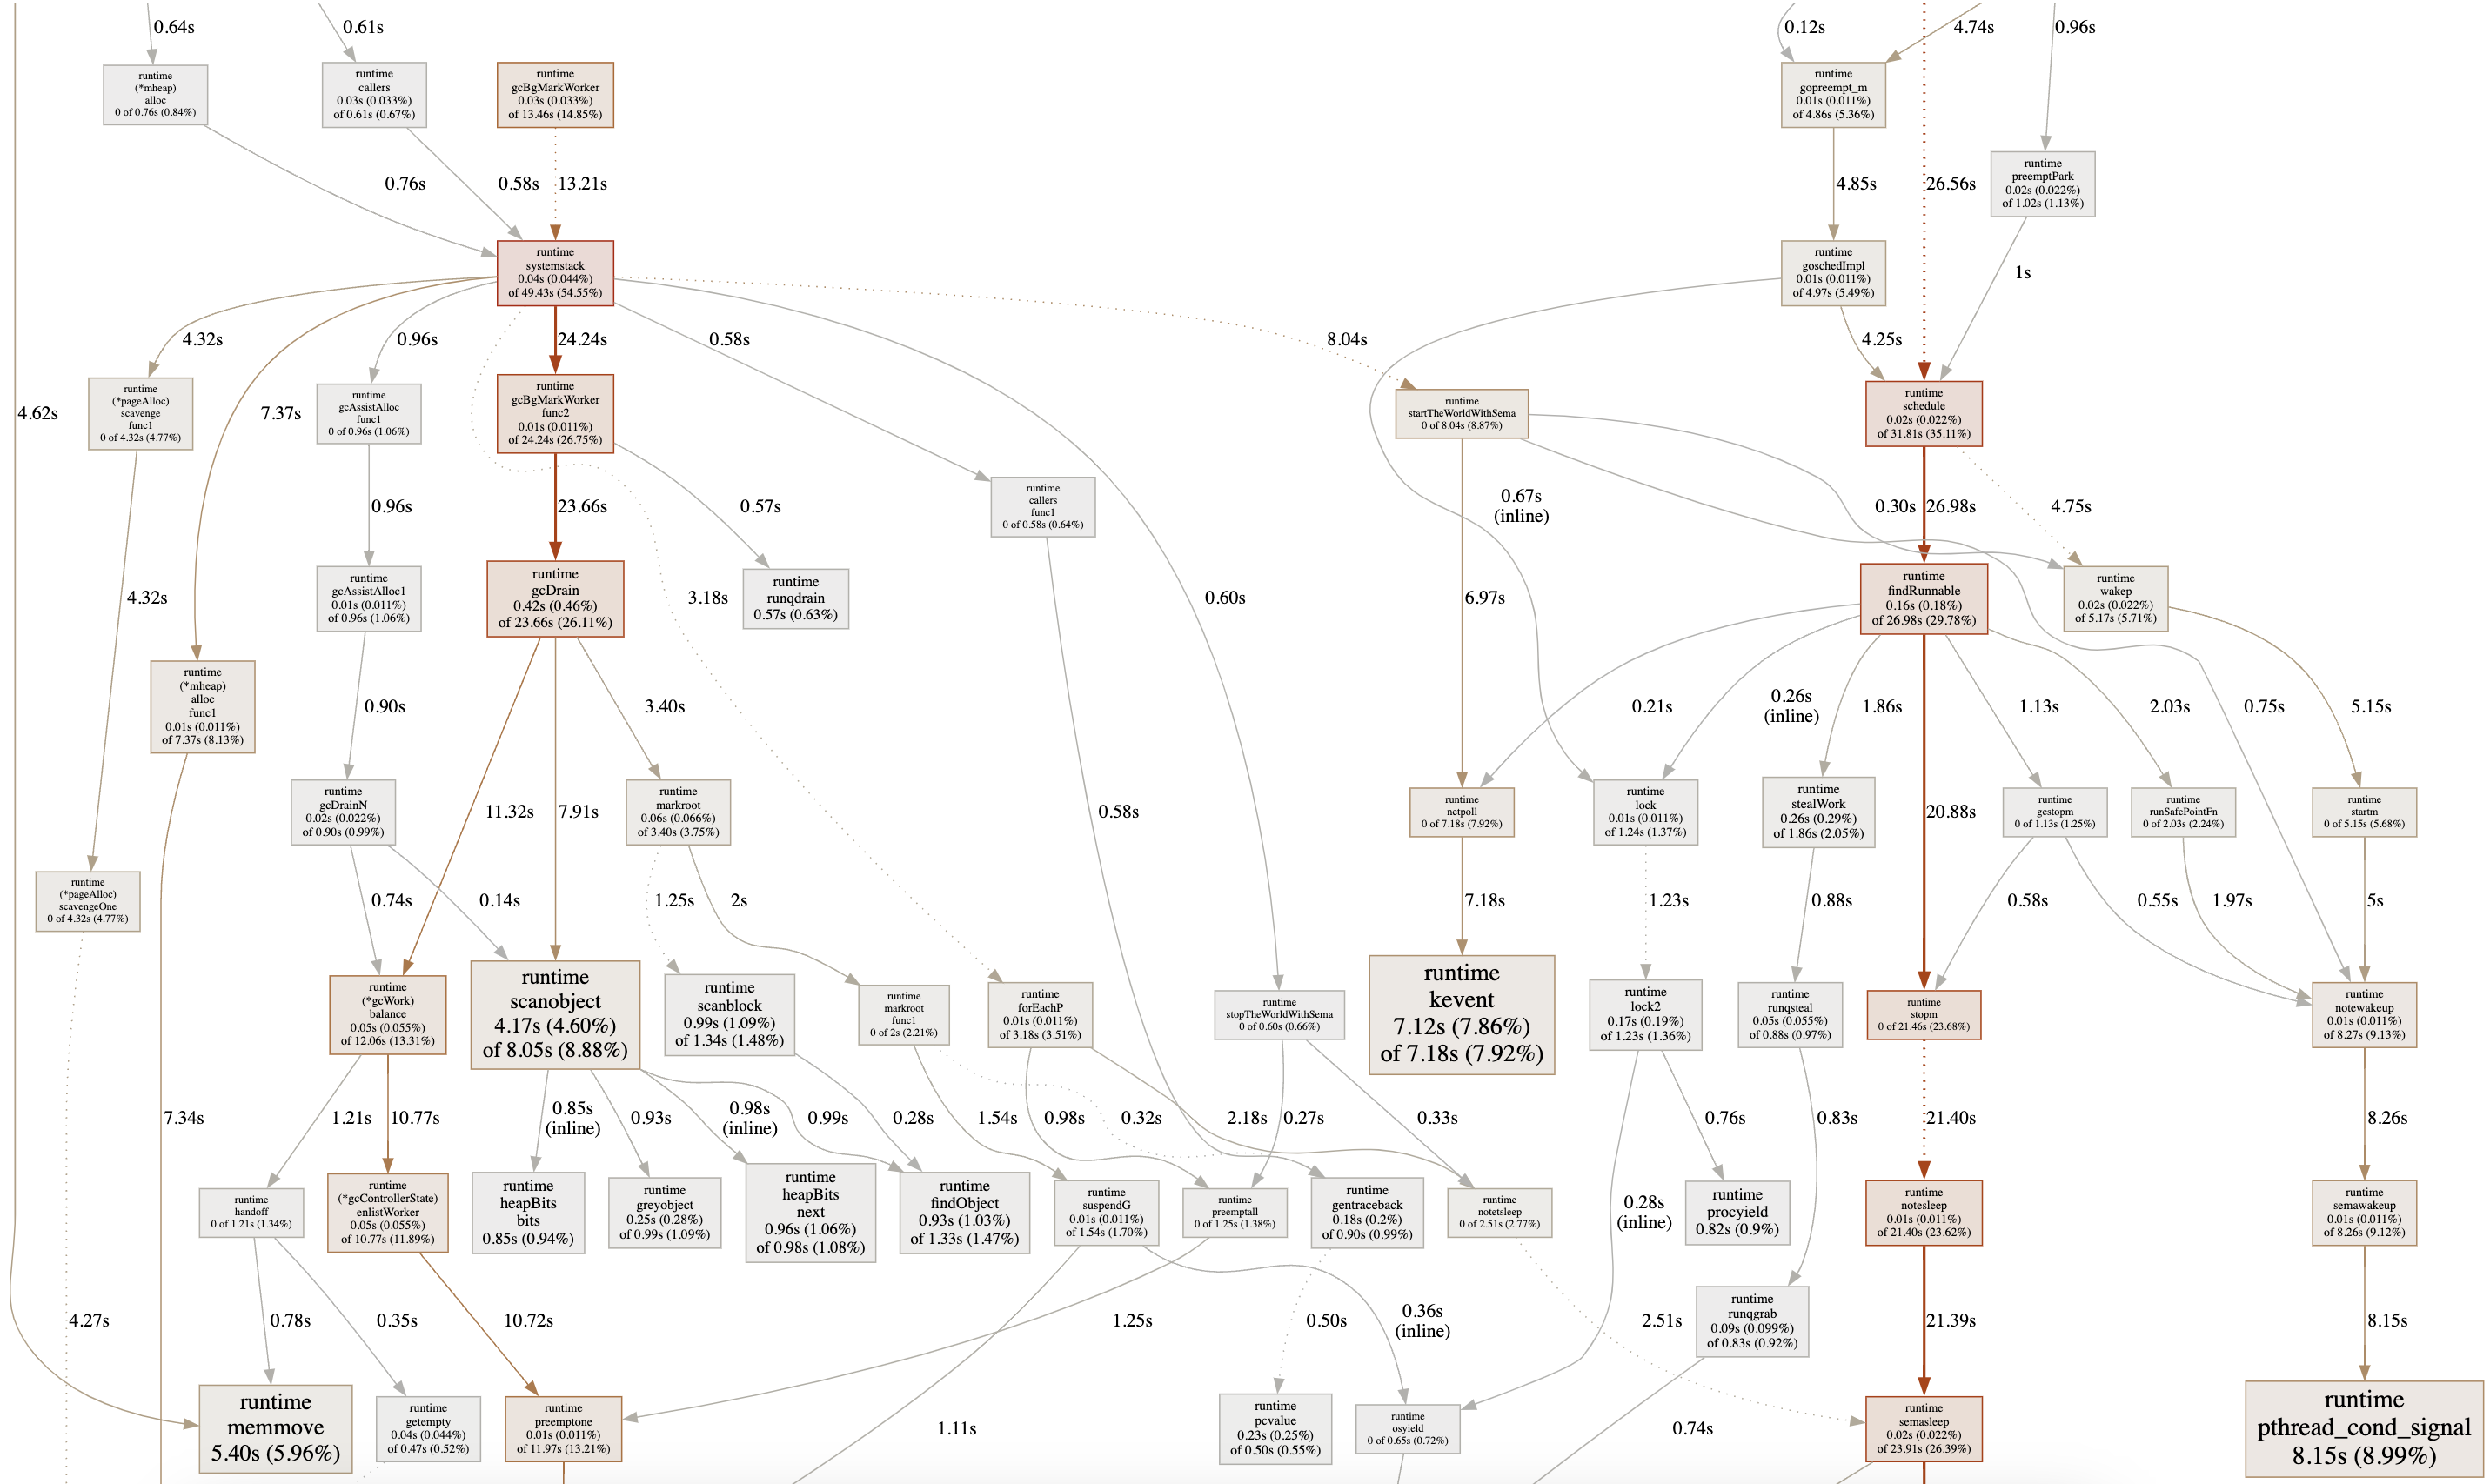 0.64s
0.61s
0.12s
4.74s
0.96s
runtime
(*mheap)
alloc
0 of 0.76s (0.84%)
runtime
callers
0.03s (0.033%)
of 0.61s (0.67%)
runtime
gcBgMarkWorker
0.03s (0.033%)
of 13.46s (14.85%)
runtime
gopreempt_m
0.01s (0.011%)
of 4.86s (5.36%)
runtime
preemptPark
0.02s (0.022%)
of 1.02s (1.13%)
0.76s
0.58s
13.21s
4.85s
26.56s
runtime
systemstack
0.04s (0.044%)
of 49.43s (54.55%)
runtime
goschedImpl
0.01s (0.011%)
of 4.97s (5.49%)
1s
4.32s
0.96s
24.24s
0.58s
8.04s
4.25s
4.62s
runtime
(*pageAlloc)
scavenge
func1
0 of 4.32s (4.77%)
7.37s
runtime
gcAssistAlloc
func1
0 of 0.96s (1.06%)
runtime
gcBgMarkWorker
func2
0.01s (0.011%)
of 24.24s (26.75%)
runtime
startTheWorldWithSema
0 of 8.04s (8.87%)
runtime
schedule
0.02s (0.022%)
of 31.81s (35.11%)
0.96s
23.66s
0.57s
runtime
callers
func1
0 of 0.58s (0.64%)
0.67s
(inline)
0.30s
26.98s
4.75s
4.32s
runtime
gcAssistAlloc1
0.01s (0.011%)
of 0.96s (1.06%)
runtime
gcDrain
0.42s (0.46%)
of 23.66s (26.11%)
3.18s
runtime
runqdrain
0.57s (0.63%)
0.60s
6.97s
runtime
findRunnable
0.16s (0.18%)
of 26.98s (29.78%)
runtime
wakep
0.02s (0.022%)
of 5.17s (5.71%)
runtime
(*mheap)
alloc
func1
0.01s (0.011%)
of 7.37s (8.13%)
0.90s
3.40s
0.21s
0.26s
(inline)
1.86s
1.13s
2.03s
0.75s
5.15s
runtime
gcDrainN
0.02s (0.022%)
of 0.90s (0.99%)
11.32s
7.91s
runtime
markroot
0.06s (0.066%)
of 3.40s (3.75%)
0.58s
runtime
netpoll
0 of 7.18s (7.92%)
runtime
lock
0.01s (0.011%)
of 1.24s (1.37%)
runtime
stealWork
0.26s (0.29%)
of 1.86s (2.05%)
20.88s
runtime
gcstopm
0 of 1.13s (1.25%)
runtime
runSafePointFn
0 of 2.03s (2.24%)
runtime
startm
0 of 5.15s (5.68%)
runtime
(*pageAlloc)
scavengeOne
0 of 4.32s (4.77%)
0.74s
0.14s
1.25s
2s
7.18s
1.23s
0.88s
0.58s
0.55s
1.97s
5s
runtime
(*gcWork)
balance
0.05s (0.055%)
of 12.06s (13.31%)
runtime
scanobject
4.17s (4.60%)
of 8.05s (8.88%)
runtime
scanblock
0.99s (1.09%)
of 1.34s (1.48%)
runtime
markroot
func1
0 of 2s (2.21%)
runtime
forEachP
0.01s (0.011%)
of 3.18s (3.51%)
runtime
stopTheWorldWithSema
0 of 0.60s (0.66%)
runtime
kevent
7.12s (7.86%)
of 7.18s (7.92%)
runtime
lock2
0.17s (0.19%)
of 1.23s (1.36%)
runtime
runqsteal
0.05s (0.055%)
of 0.88s (0.97%)
runtime
stopm
0 of 21.46s (23.68%)
runtime
notewakeup
0.01s (0.011%)
of 8.27s (9.13%)
7.34s
1.21s
10.77s
0.85s
(inline)
0.93s
0.98s
(inline)
0.99s
0.28s
1.54s
0.98s
0.32s
2.18s
0.27s
0.33s
0.76s
0.83s
21.40s
8.26s
runtime
handoff
0 of 1.21s (1.34%)
runtime
(*gcControllerState)
enlistWorker
0.05s (0.055%)
of 10.77s (11.89%)
runtime
heapBits
bits
0.85s (0.94%)
runtime
greyobject
0.25s (0.28%)
of 0.99s (1.09%)
runtime
heapBits
next
0.96s (1.06%)
of 0.98s (1.08%)
runtime
findObject
0.93s (1.03%)
of 1.33s (1.47%)
runtime
suspendG
0.01s (0.011%)
of 1.54s (1.70%)
runtime
preemptall
0 of 1.25s (1.38%)
runtime
gentraceback
0.18s (0.2%)
of 0.90s (0.99%)
runtime
notetsleep
0 of 2.51s (2.77%)
0.28s
(inline)
runtime
procyield
0.82s (0.9%)
runtime
notesleep
0.01s (0.011%)
of 21.40s (23.62%)
runtime
semawakeup
0.01s (0.011%)
of 8.26s (9.12%)
4.27s
0.78s
0.35s
10.72s
1.25s
0.50s
0.36s
(inline)
2.51s
runtime
runqgrab
0.09s (0.099%)
of 0.83s (0.92%)
21.39s
8.15s
runtime
memmove
5.40s (5.96%)
runtime
getempty
0.04s (0.044%)
of 0.47s (0.52%)
runtime
preemptone
0.01s (0.011%)
of 11.97s (13.21%)
1.11s
runtime
pcvalue
0.23s (0.25%)
of 0.50s (0.55%)
runtime
osyield
0 of 0.65s (0.72%)
0.74s
runtime
semasleep
0.02s (0.022%)
of 23.91s (26.39%)
runtime
pthread_cond_signal
8.15s (8.99%)